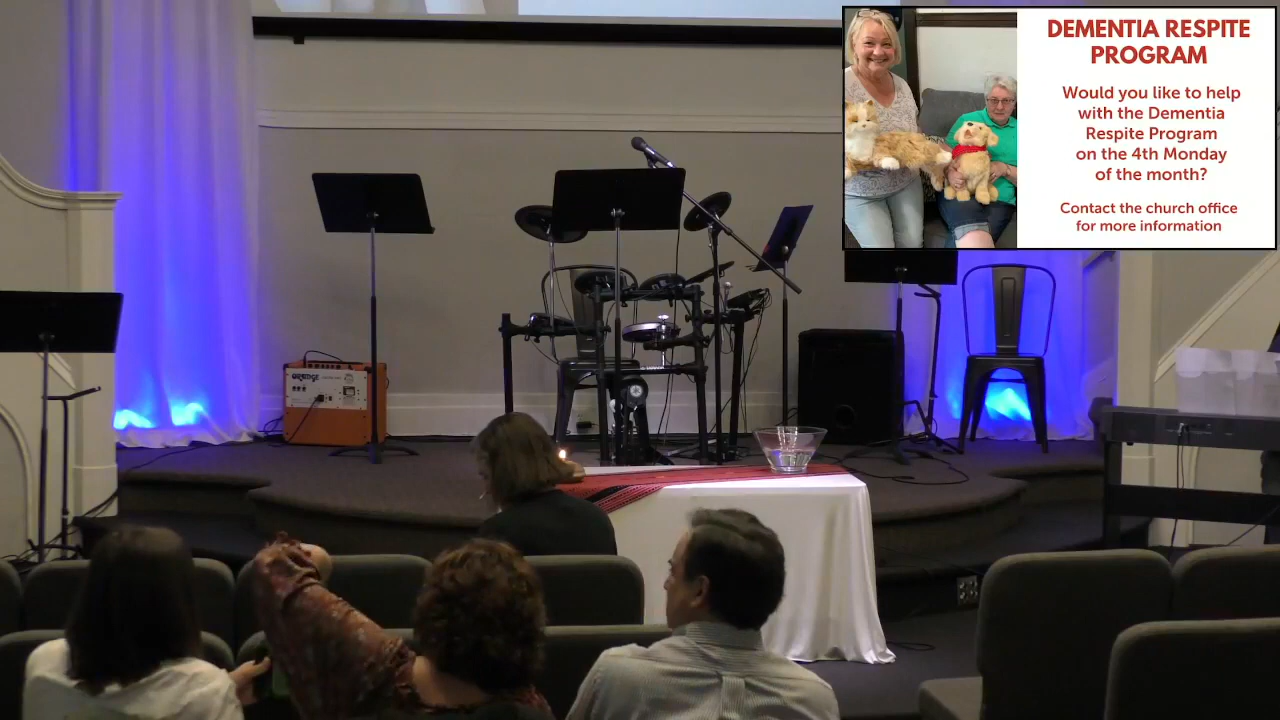 DEMENTIA RESPITE
PROGRAM
Would you like to help
with the Dementia
Respite Program
on the 4th Monday
of the month?
Contact the church office
for more information
ORANGE